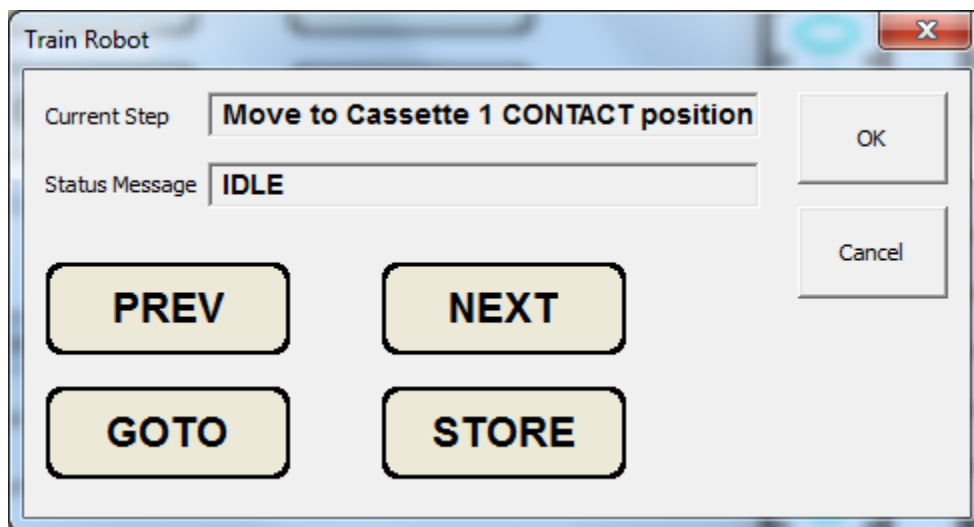 Train Robot
Current Step
Move to Cassette 1 CONTACT position
OK
Status Message
IDLE
Cancel
PREV
NEXT
GOTO
STORE